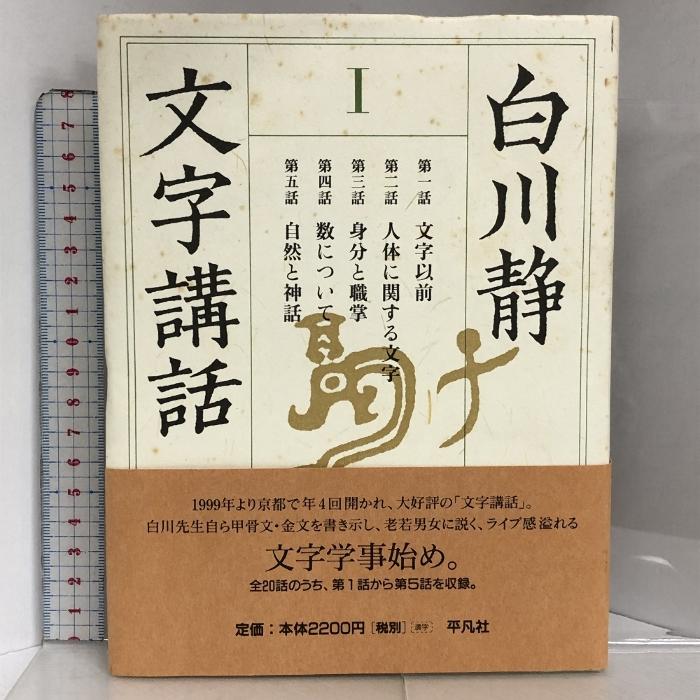 白川静
I
第一話 文字以前
第二話 人体に関する文字
第三話 身分と職掌
第四話 数について
第五話 自然と神話
文字講話
1999年より京都で年4回開かれ、大好評の「文字講話」。
白川先生自ら甲骨文・金文を書き示し、老若男女に説く、ライブ感溢れる
文字学事始め。
全20話のうち、第1話から第5話を収録。
定価:本体2200円[税別] 漢字 平凡社